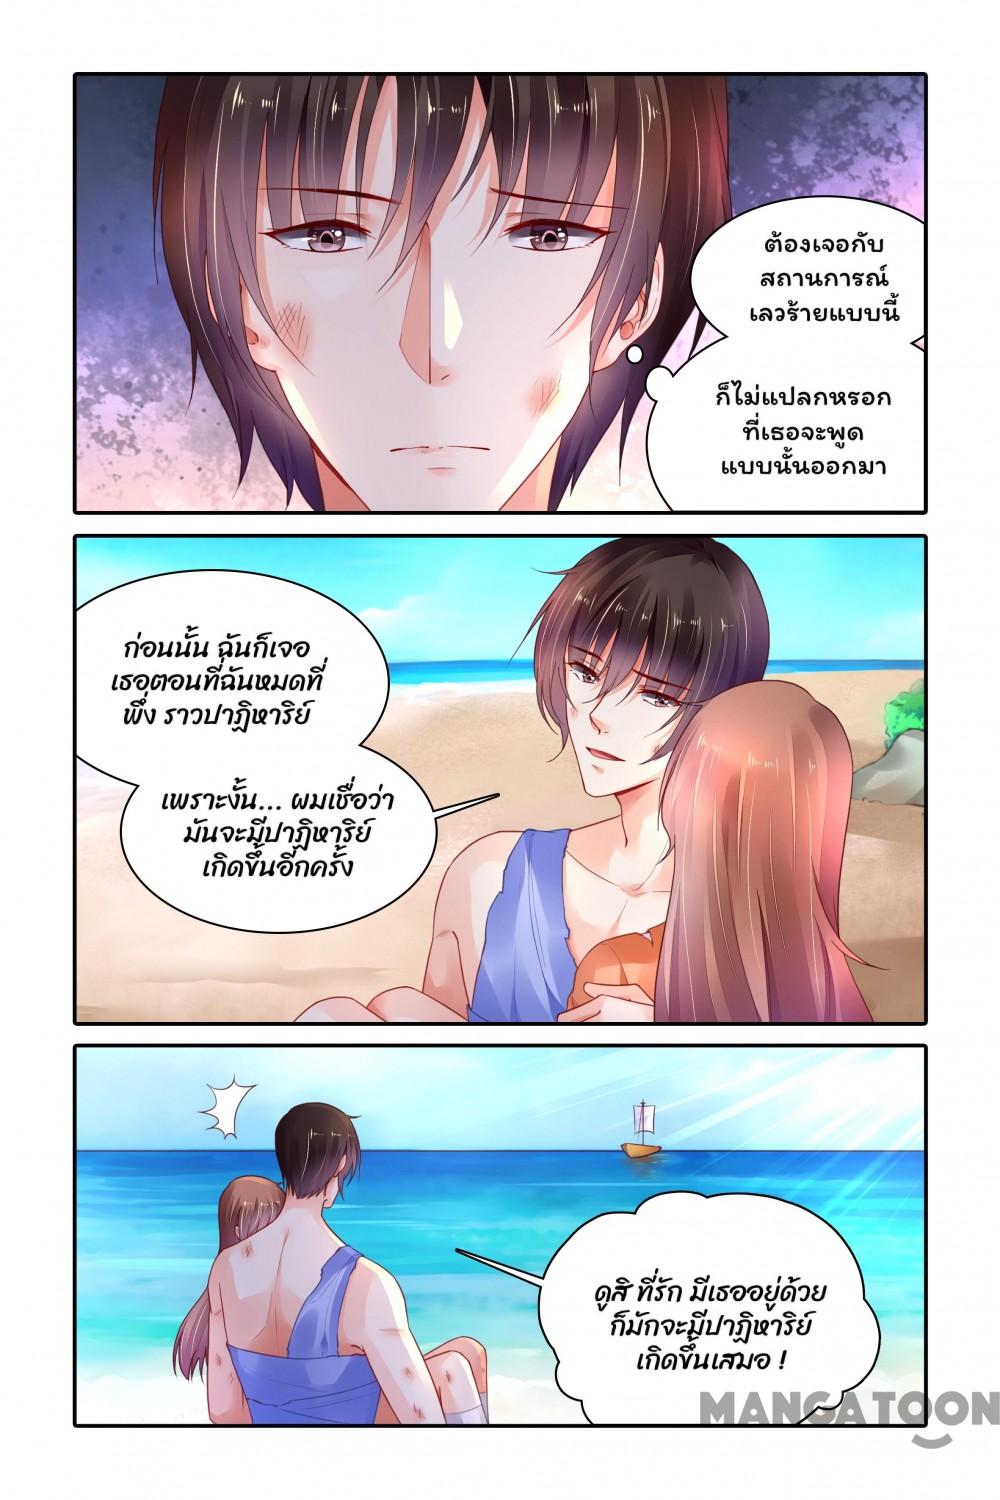 ต้องเจอกับ
สถานการณ์
เลวร้ายแบบนี้
ก็ไม่แปลกหรอก
ที่เธอจะพูด
แบบนั้นออกมา
ก่อนนั้น ฉันก็เจอ
เธอตอนที่ฉันหมดที่
พึ่ง ราวปาฏิหาริย์
เพราะงั้น... ผมเชื่อว่า
มันจะมีปาฏิหาริย์
เกิดขึ้นอีกครั้ง
ดูสิ ที่รัก มีเธออยู่ด้วย
ก็มักจะมีปาฏิหาริย์
เกิดขึ้นเสมอ !
MANGATOON